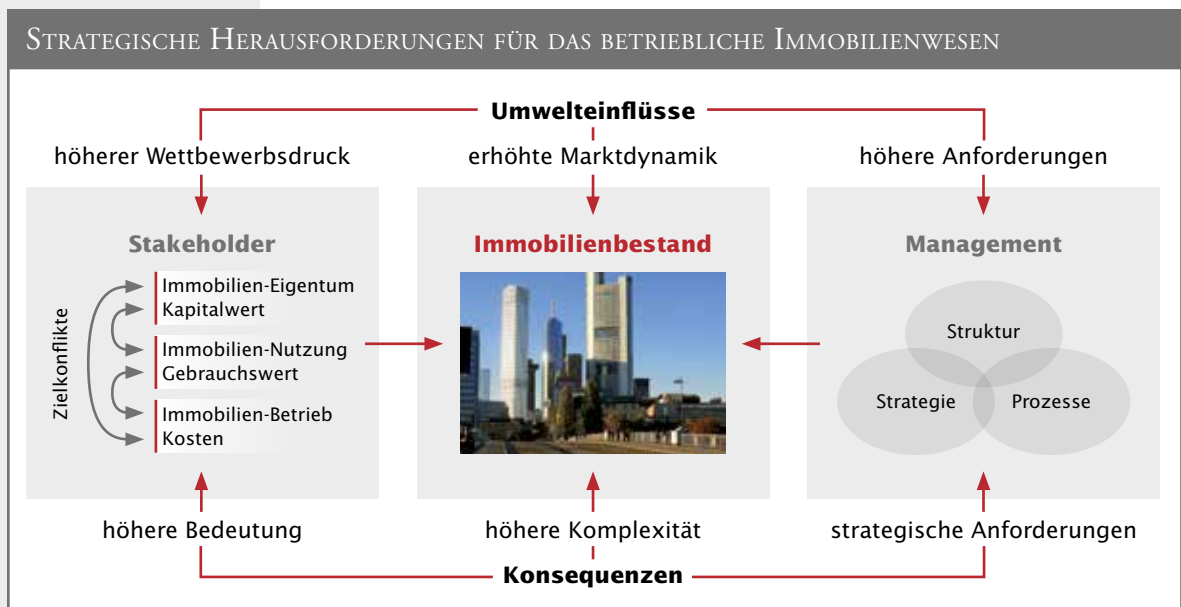 Strategische Herausforderungen für das betriebliche Immobilienwesen
Umwelteinflüsse
höherer Wettbewerbsdruck
erhöhte Marktdynamik
höhere Anforderungen
Stakeholder
Zielkonflikte
Immobilien-Eigentum
Kapitalwert
Immobilien-Nutzung
Gebrauchswert
Immobilien-Betrieb
Kosten
Immobilienbestand
Management
Struktur
Strategie
Prozesse
höhere Bedeutung
höhere Komplexität
strategische Anforderungen
Konsequenzen